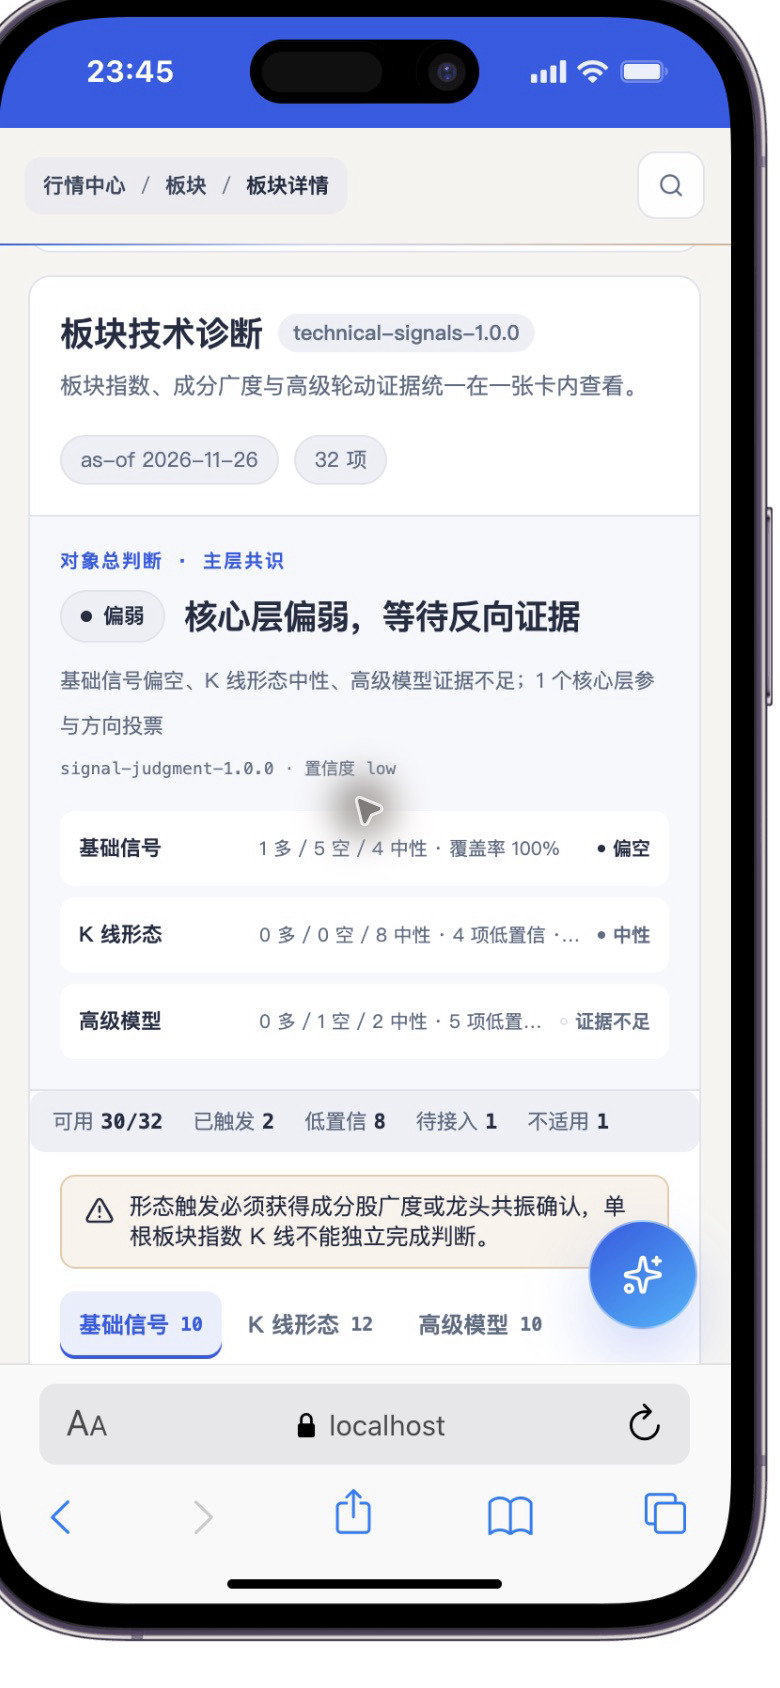 23:45
行情中心 / 板块 / 板块详情
板块技术诊断 technical-signals-1.0.0
板块指数、成分广度与高级轮动证据统一在一张卡内查看。
as-of 2026-11-26 32 项
对象总判断 · 主层共识
偏弱 核心层偏弱，等待反向证据
基础信号偏空、K 线形态中性、高级模型证据不足；1 个核心层参
与方向投票
signal-judgment-1.0.0 · 置信度 low
基础信号 1 多 / 5 空 / 4 中性 · 覆盖率 100% 偏空
K 线形态 0 多 / 0 空 / 8 中性 · 4 项低置信 ·… 中性
高级模型 0 多 / 1 空 / 2 中性 · 5 项低置… 证据不足
可用 30/32 已触发 2 低置信 8 待接入 1 不适用 1
形态触发必须获得成分股广度或龙头共振确认，单
根板块指数 K 线不能独立完成判断。
基础信号 10 K 线形态 12 高级模型 10
AA localhost